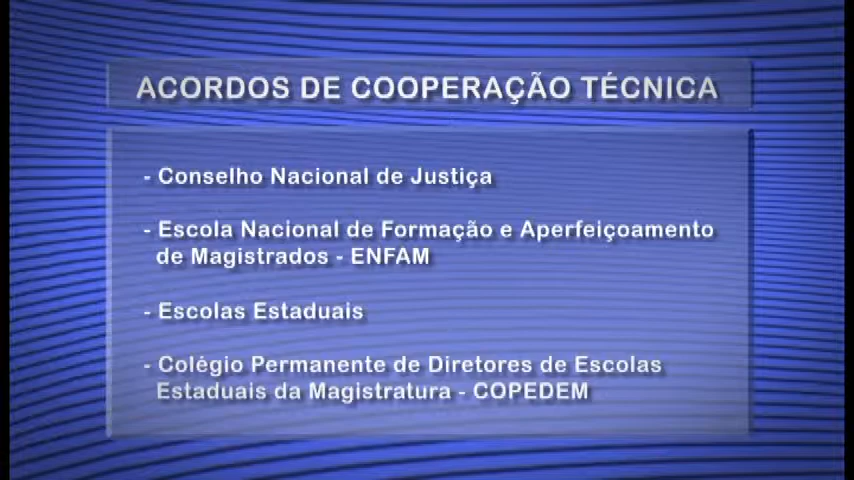 ACORDOS DE COOPERAÇÃO TÉCNICA
- Conselho Nacional de Justiça
- Escola Nacional de Formação e Aperfeiçoamento
de Magistrados - ENFAM
- Escolas Estaduais
- Colégio Permanente de Diretores de Escolas
Estaduais da Magistratura - COPEDEM